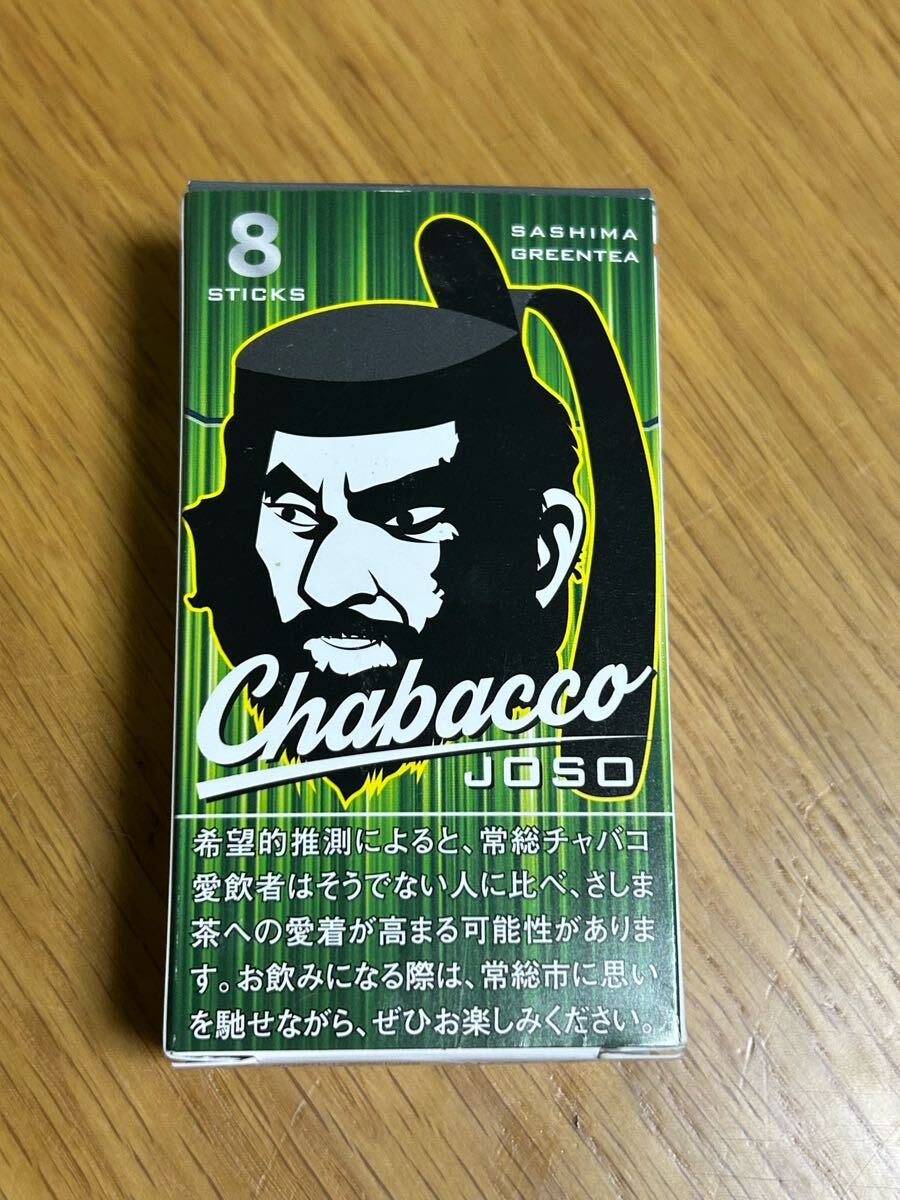 8
STICKS
SASHIMA
GREENTEA
Chabacco
JOSO
希望的推測によると、常総チャバコ
愛飲者はそうでない人に比べ、さしま
茶への愛着が高まる可能性がありま
す。お飲みになる際は、常総市に思い
を馳せながら、ぜひお楽しみください。